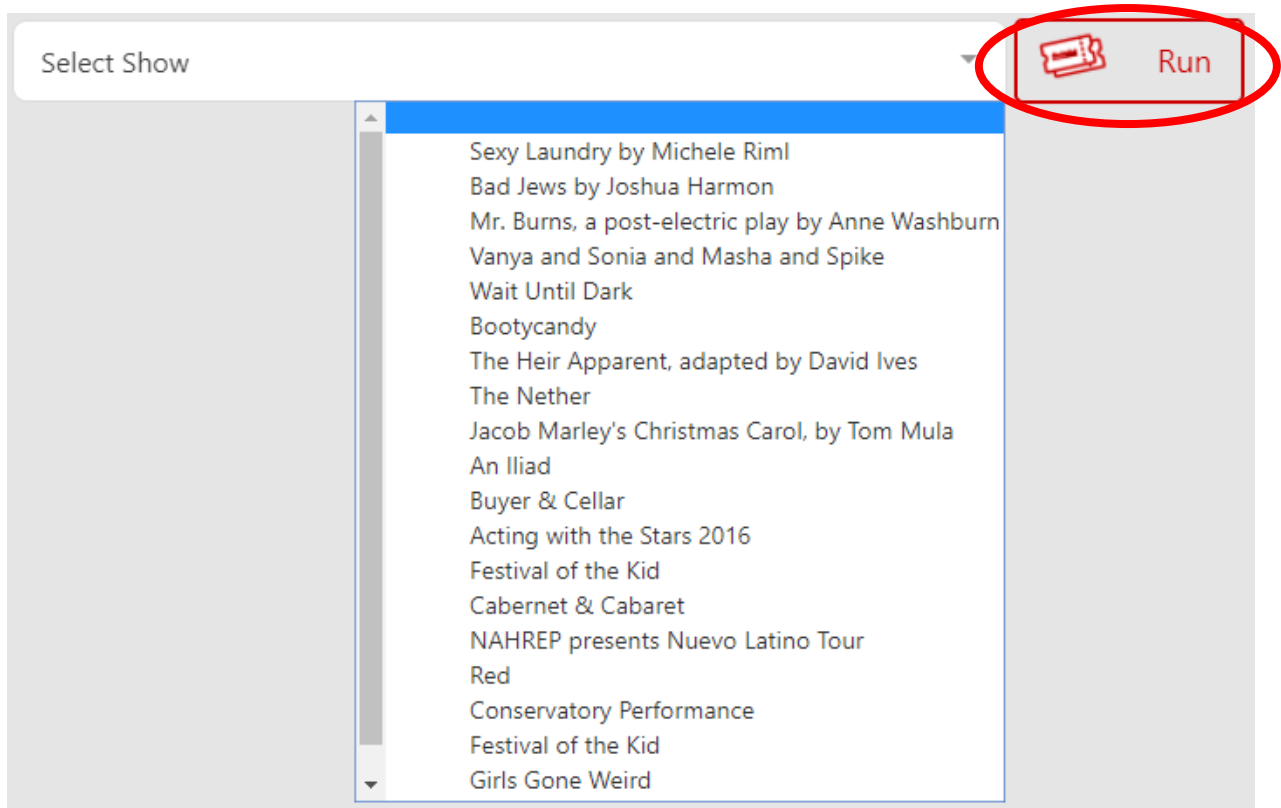 Select Show
Run
Sexy Laundry by Michele Riml
Bad Jews by Joshua Harmon
Mr. Burns, a post-electric play by Anne Washburn
Vanya and Sonia and Masha and Spike
Wait Until Dark
Bootycandy
The Heir Apparent, adapted by David Ives
The Nether
Jacob Marley's Christmas Carol, by Tom Mula
An Iliad
Buyer & Cellar
Acting with the Stars 2016
Festival of the Kid
Cabernet & Cabaret
NAHREP presents Nuevo Latino Tour
Red
Conservatory Performance
Festival of the Kid
Girls Gone Weird